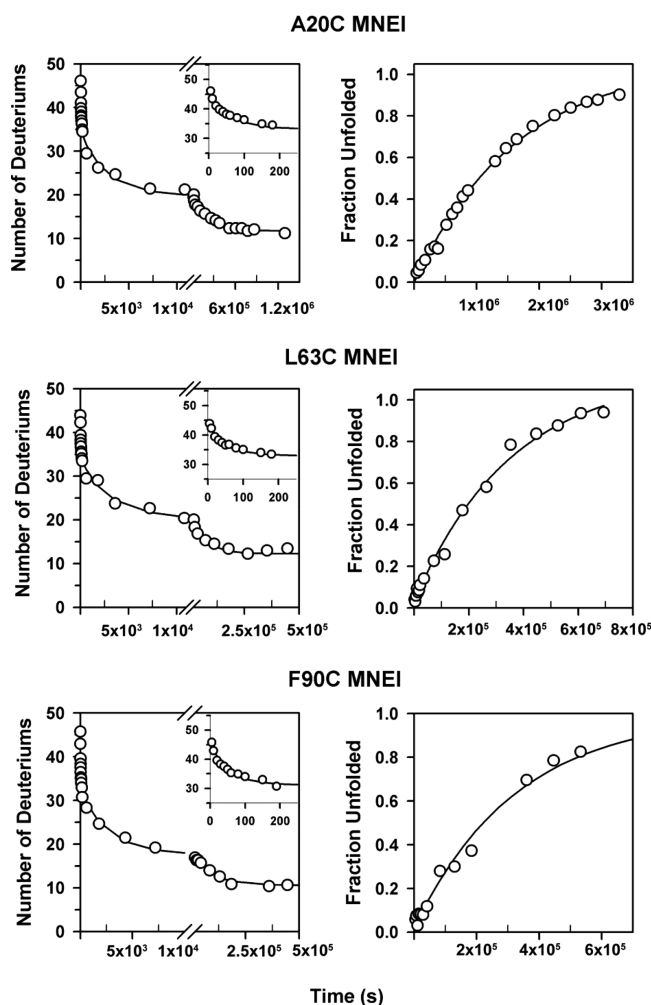 A20C MNEI
Number of Deuteriums
50
40
30
20
10
0
5x10³
1x10⁴
6x10⁵
1.2x10⁶
50
40
30
0
100
200
Fraction Unfolded
1.0
0.8
0.6
0.4
0.2
0.0
1x10⁶
2x10⁶
3x10⁶
L63C MNEI
Number of Deuteriums
50
40
30
20
10
0
5x10³
1x10⁴
2.5x10⁵
5x10⁵
50
40
30
0
100
200
Fraction Unfolded
1.0
0.8
0.6
0.4
0.2
0.0
2x10⁵
4x10⁵
6x10⁵
8x10⁵
F90C MNEI
Number of Deuteriums
50
40
30
20
10
0
5x10³
1x10⁴
2.5x10⁵
5x10⁵
50
40
30
0
100
200
Fraction Unfolded
1.0
0.8
0.6
0.4
0.2
0.0
2x10⁵
4x10⁵
6x10⁵
Time (s)